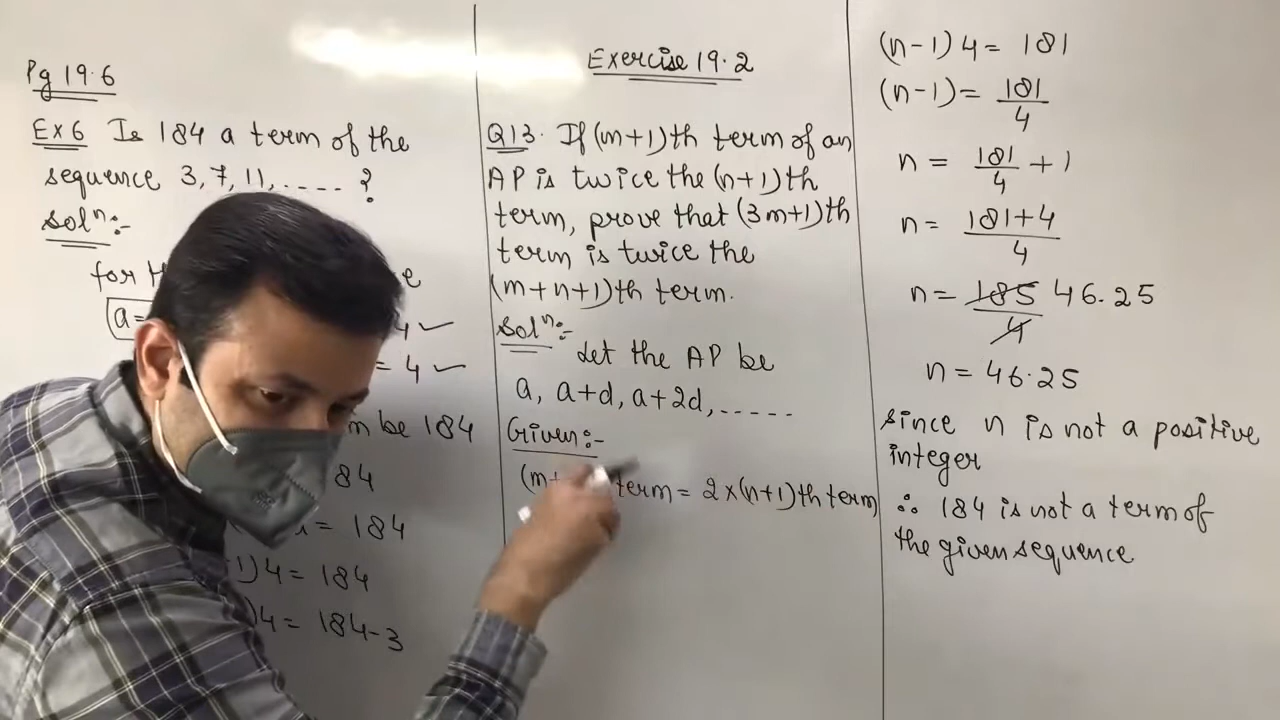 Pg 19.6
Ex 6 Is 184 a term of the
sequence 3, 7, 11, ..... ?
Solⁿ:-
for th
a=
4 ✓
= 4 ✓
m be 184
84
= 184
1)4 = 184
)4 = 184-3
Exercise 19.2
Q13. If (m+1)th term of an
AP is twice the (n+1)th
term, prove that (3m+1)th
term is twice the
(m+n+1)th term.
Solⁿ:-
Let the AP be
a, a+d, a+2d, .....
Given:-
(m+ term = 2×(n+1)th term
(n-1)4 = 181
(n-1) = 181/4
n = 181/4 + 1
n = 181+4/4
n = 185/4 46.25
n = 46.25
Since n is not a positive
integer
∴ 184 is not a term of
the given sequence